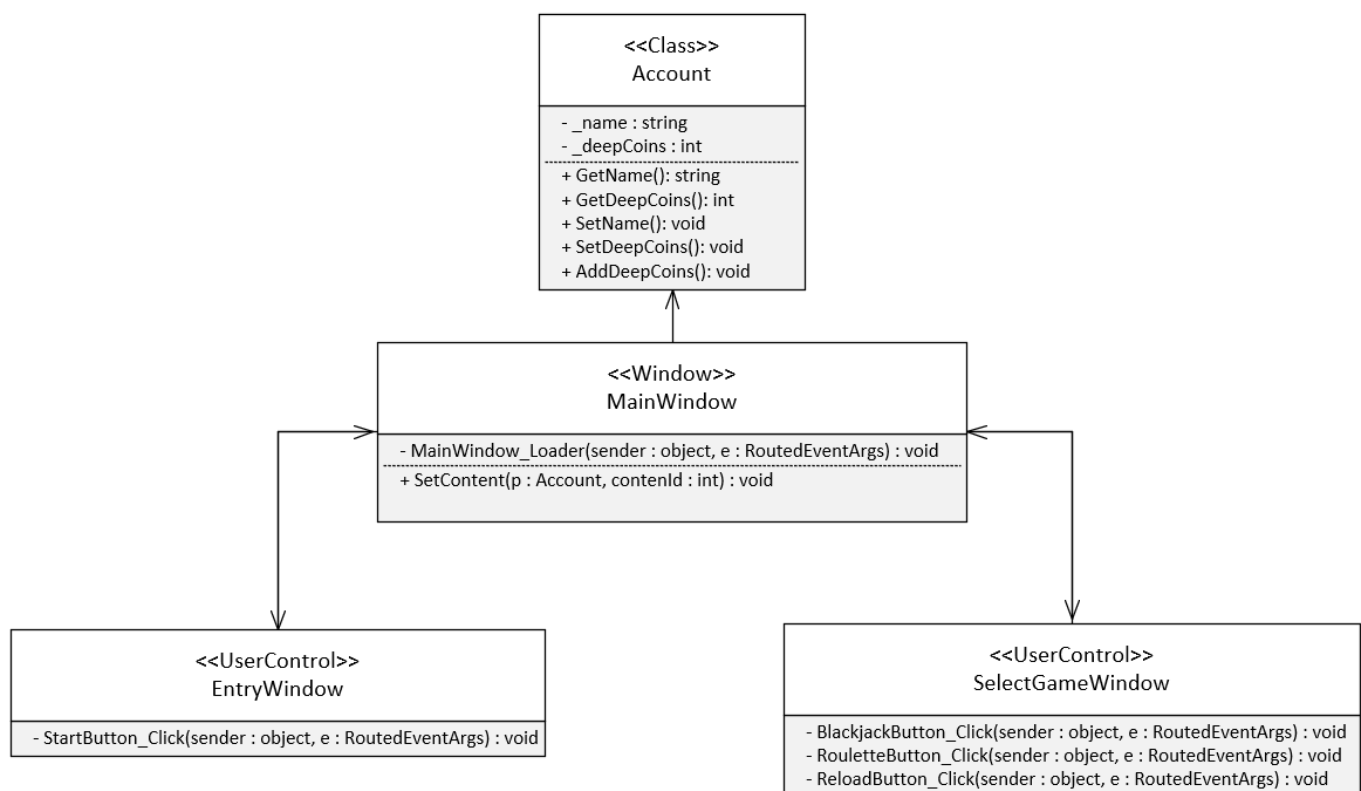 <<Class>>
Account
- _name : string
- _deepCoins : int
+ GetName(): string
+ GetDeepCoins(): int
+ SetName(): void
+ SetDeepCoins(): void
+ AddDeepCoins(): void
<<Window>>
MainWindow
- MainWindow_Loader(sender : object, e : RoutedEventArgs) : void
+ SetContent(p : Account, contenId : int) : void
<<UserControl>>
EntryWindow
- StartButton_Click(sender : object, e : RoutedEventArgs) : void
<<UserControl>>
SelectGameWindow
- BlackjackButton_Click(sender : object, e : RoutedEventArgs) : void
- RouletteButton_Click(sender : object, e : RoutedEventArgs) : void
- ReloadButton_Click(sender : object, e : RoutedEventArgs) : void